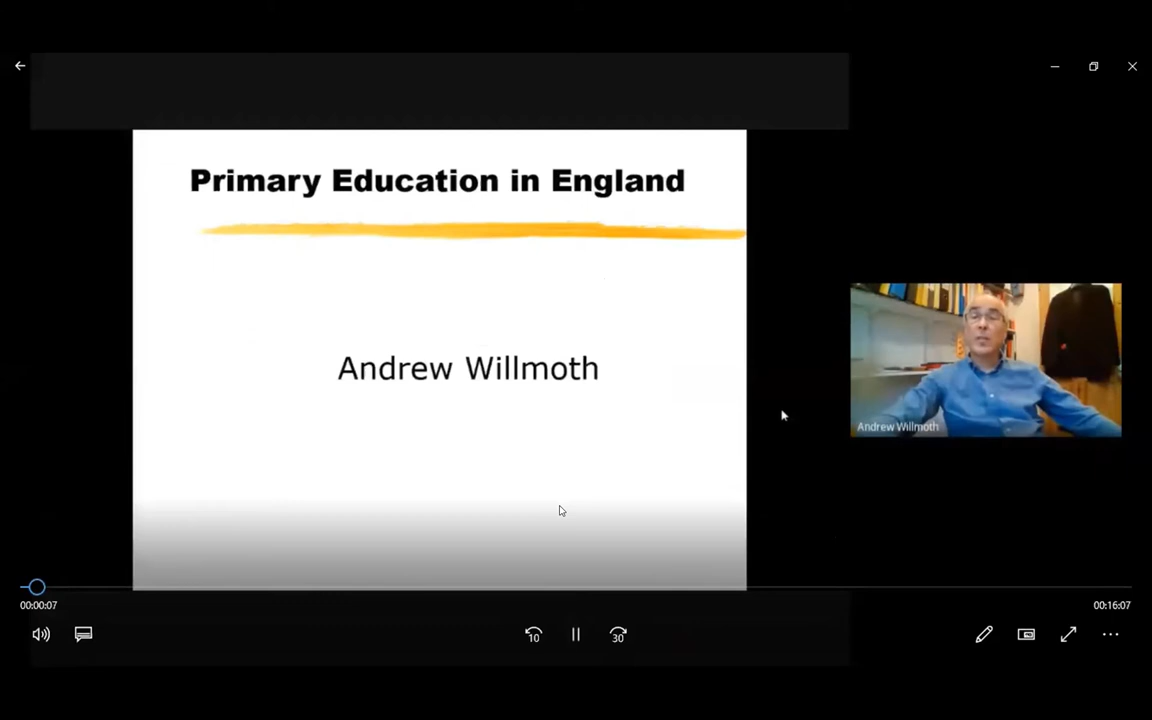 Primary Education in England
Andrew Willmoth
Andrew Willmoth
00:00:07
00:16:07
10
30